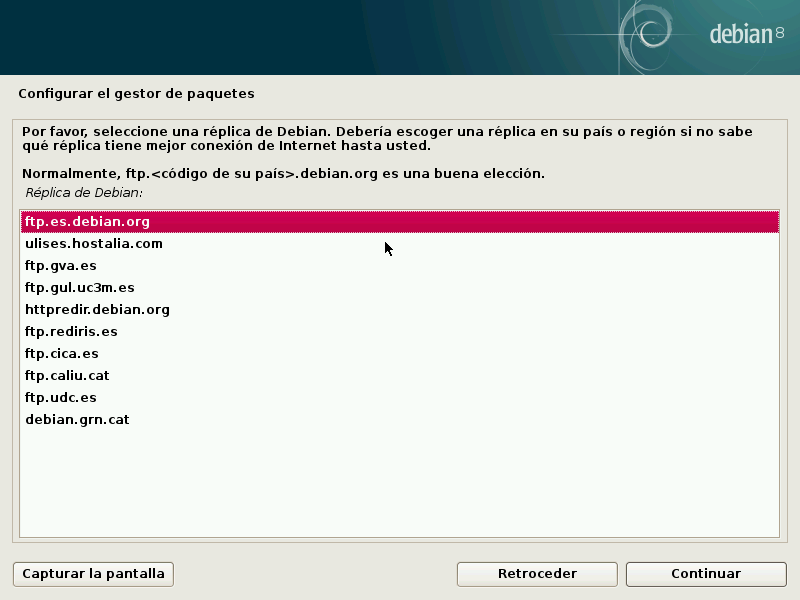 debian 8
Configurar el gestor de paquetes
Por favor, seleccione una réplica de Debian. Debería escoger una réplica en su país o región si no sabe
qué réplica tiene mejor conexión de Internet hasta usted.
Normalmente, ftp.<código de su país>.debian.org es una buena elección.
Réplica de Debian:
ftp.es.debian.org
ulises.hostalia.com
ftp.gva.es
ftp.gul.uc3m.es
httpredir.debian.org
ftp.rediris.es
ftp.cica.es
ftp.caliu.cat
ftp.udc.es
debian.grn.cat
Capturar la pantalla
Retroceder
Continuar